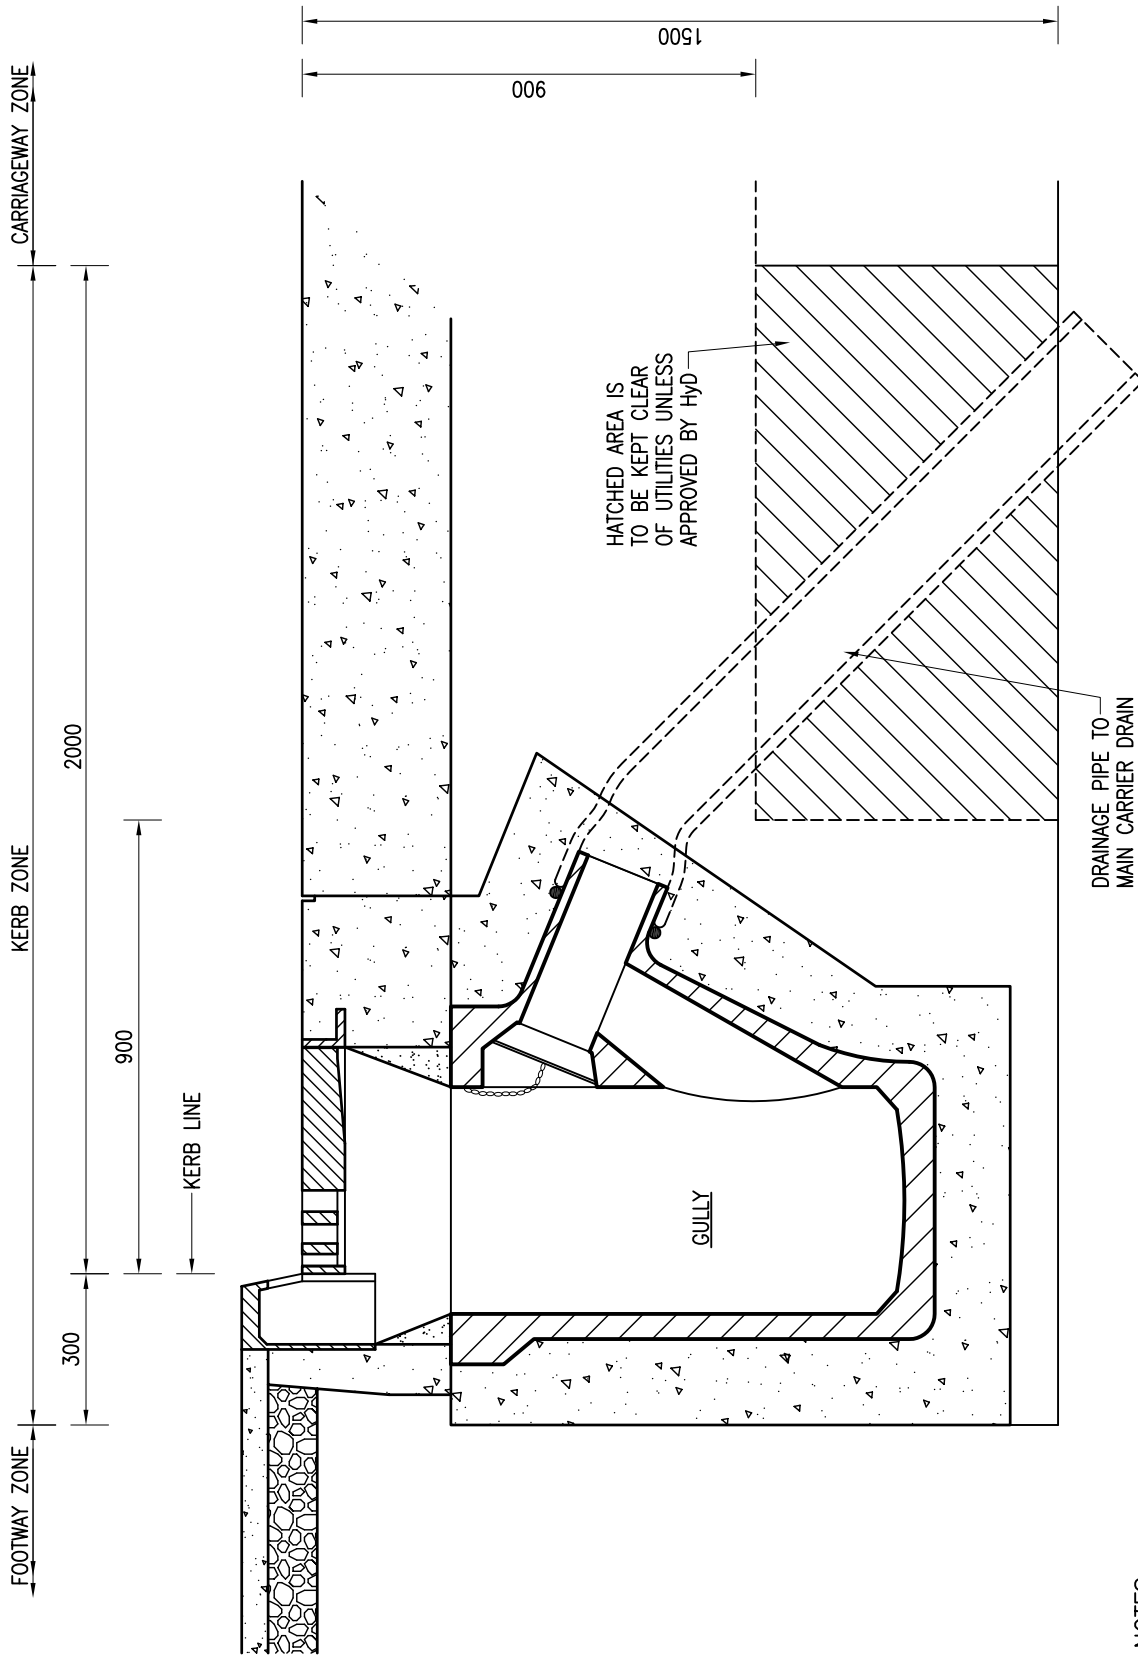 FOOTWAY ZONE
KERB ZONE
CARRIAGEWAY ZONE
300
2000
900
KERB LINE
1500
900
HATCHED AREA IS
TO BE KEPT CLEAR
OF UTILITIES UNLESS
APPROVED BY HyD
GULLY
DRAINAGE PIPE TO
MAIN CARRIER DRAIN